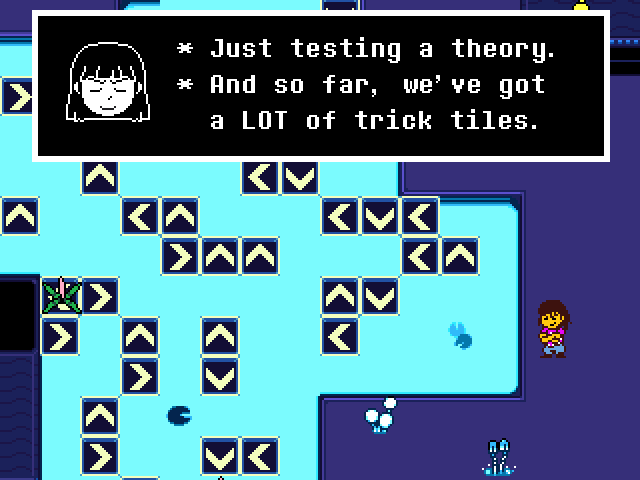 * Just testing a theory.
* And so far, we've got
a LOT of trick tiles.